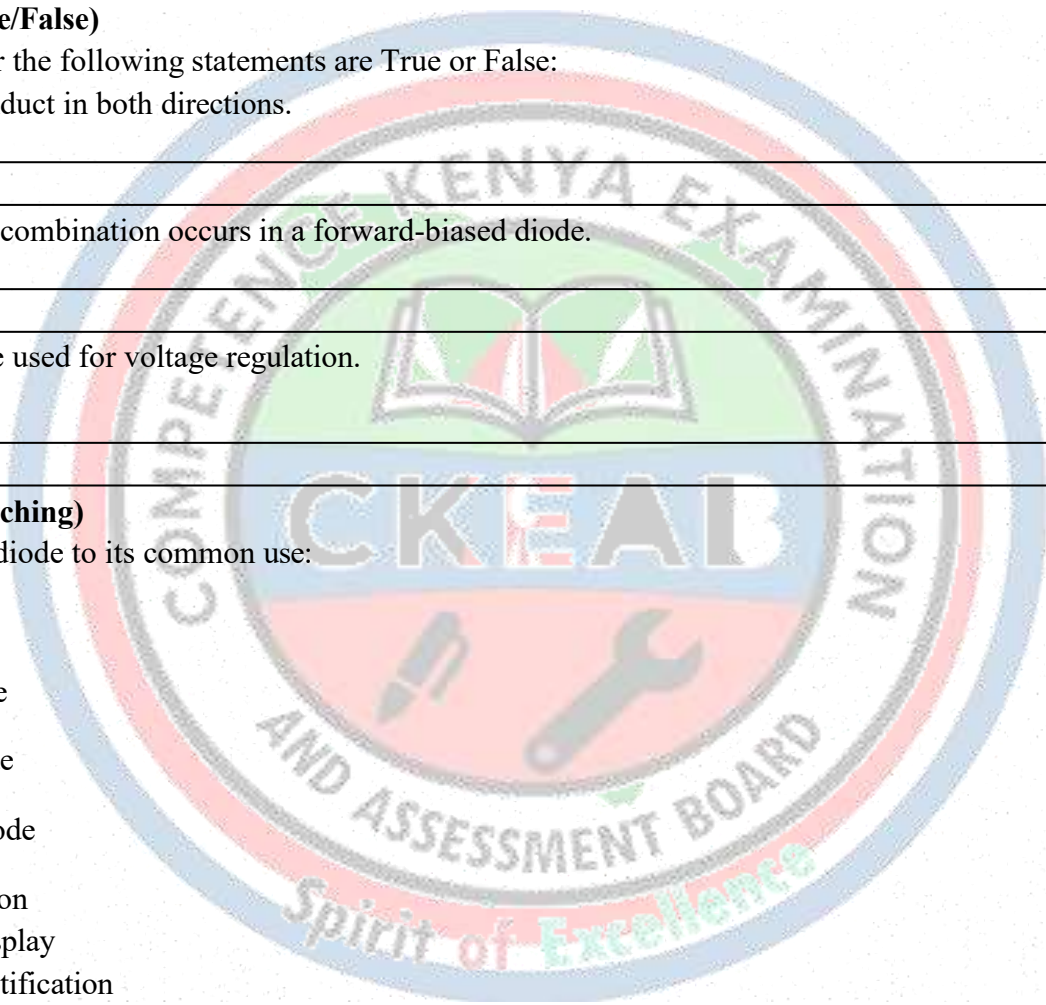 e/False)
r the following statements are True or False:
duct in both directions.
combination occurs in a forward-biased diode.
e used for voltage regulation.
ching)
diode to its common use:
e
e
ode
on
splay
tification
COMPETENCE KENYA EXAMINATION
CKEAB
AND ASSESSMENT BOARD
Spirit of Excellence